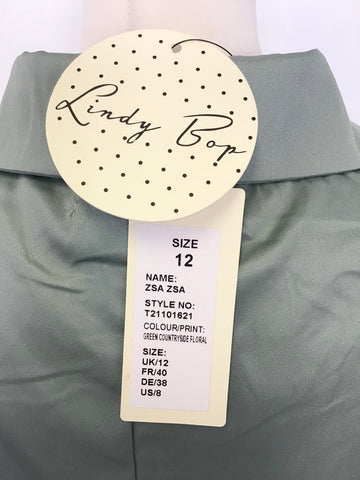 Lindy Bop
SIZE
12
NAME:
ZSA ZSA
STYLE NO:
T21101621
COLOUR/PRINT:
GREEN COUNTRYSIDE FLORAL
SIZE:
UK/12
FR/40
DE/38
US/8